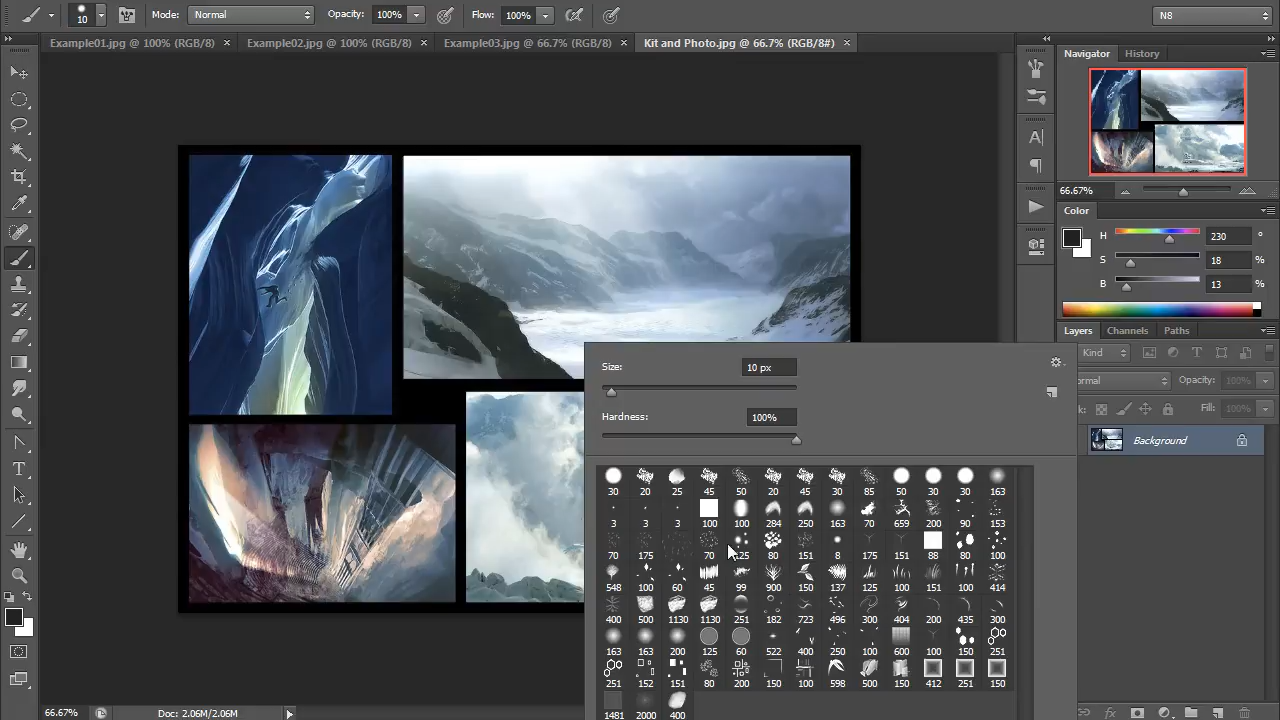 10 Mode: Normal Opacity: 100% Flow: 100% N8
Example01.jpg @ 100% (RGB/8) × Example02.jpg @ 100% (RGB/8) × Example03.jpg @ 66.7% (RGB/8) × Kit and Photo.jpg @ 66.7% (RGB/8#) ×
Navigator History
66.67%
Color
H 230 °
S 18 %
B 13 %
Layers Channels Paths
Kind
ormal Opacity: 100%
k: Fill: 100%
Background
Size: 10 px
Hardness: 100%
30 20 25 45 50 20 45 30 85 50 30 30 163
3 3 3 100 100 284 250 163 70 659 200 90 153
70 175 70 125 80 151 8 175 151 88 80 100
548 100 60 45 99 900 150 137 125 100 151 100 414
400 500 1130 1130 251 182 723 496 300 404 200 435 300
163 163 200 125 60 522 400 250 100 600 100 150 251
251 152 151 80 200 150 100 598 500 150 412 251 150
1481 2000 400
66.67% Doc: 2.06M/2.06M